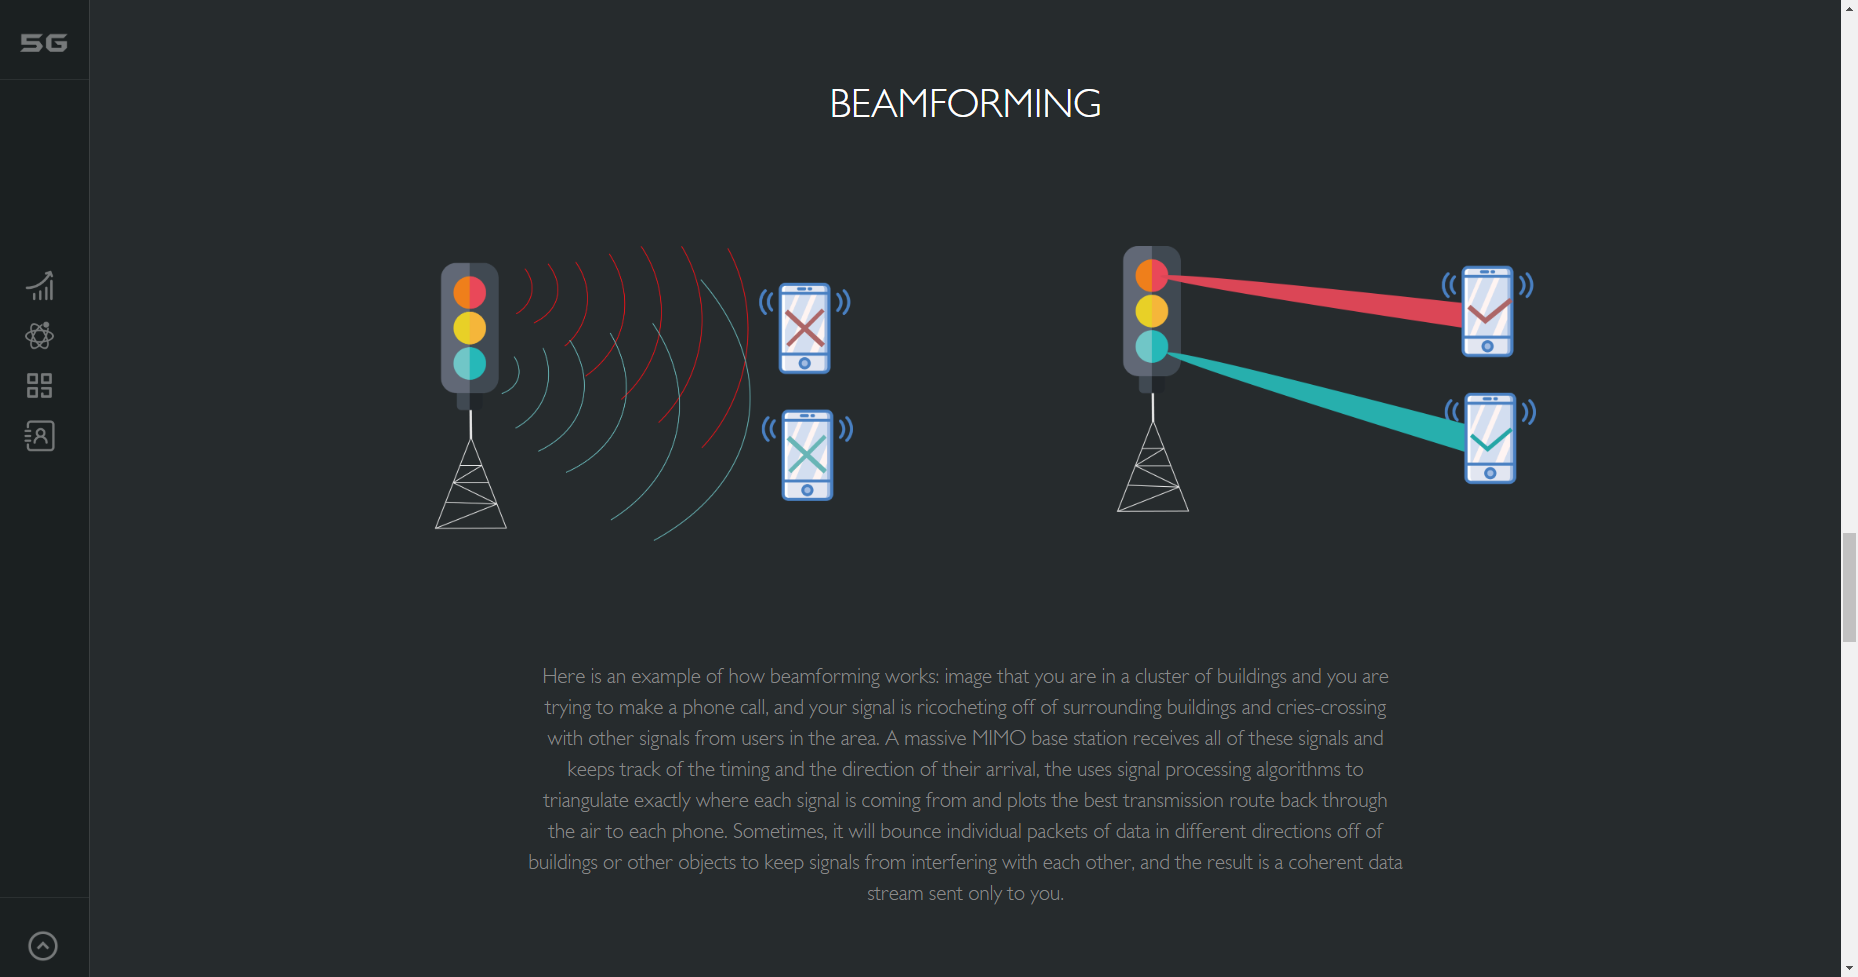 5G
BEAMFORMING
Here is an example of how beamforming works: image that you are in a cluster of buildings and you are
trying to make a phone call, and your signal is ricocheting off of surrounding buildings and cries-crossing
with other signals from users in the area. A massive MIMO base station receives all of these signals and
keeps track of the timing and the direction of their arrival, the uses signal processing algorithms to
triangulate exactly where each signal is coming from and plots the best transmission route back through
the air to each phone. Sometimes, it will bounce individual packets of data in different directions off of
buildings or other objects to keep signals from interfering with each other, and the result is a coherent data
stream sent only to you.